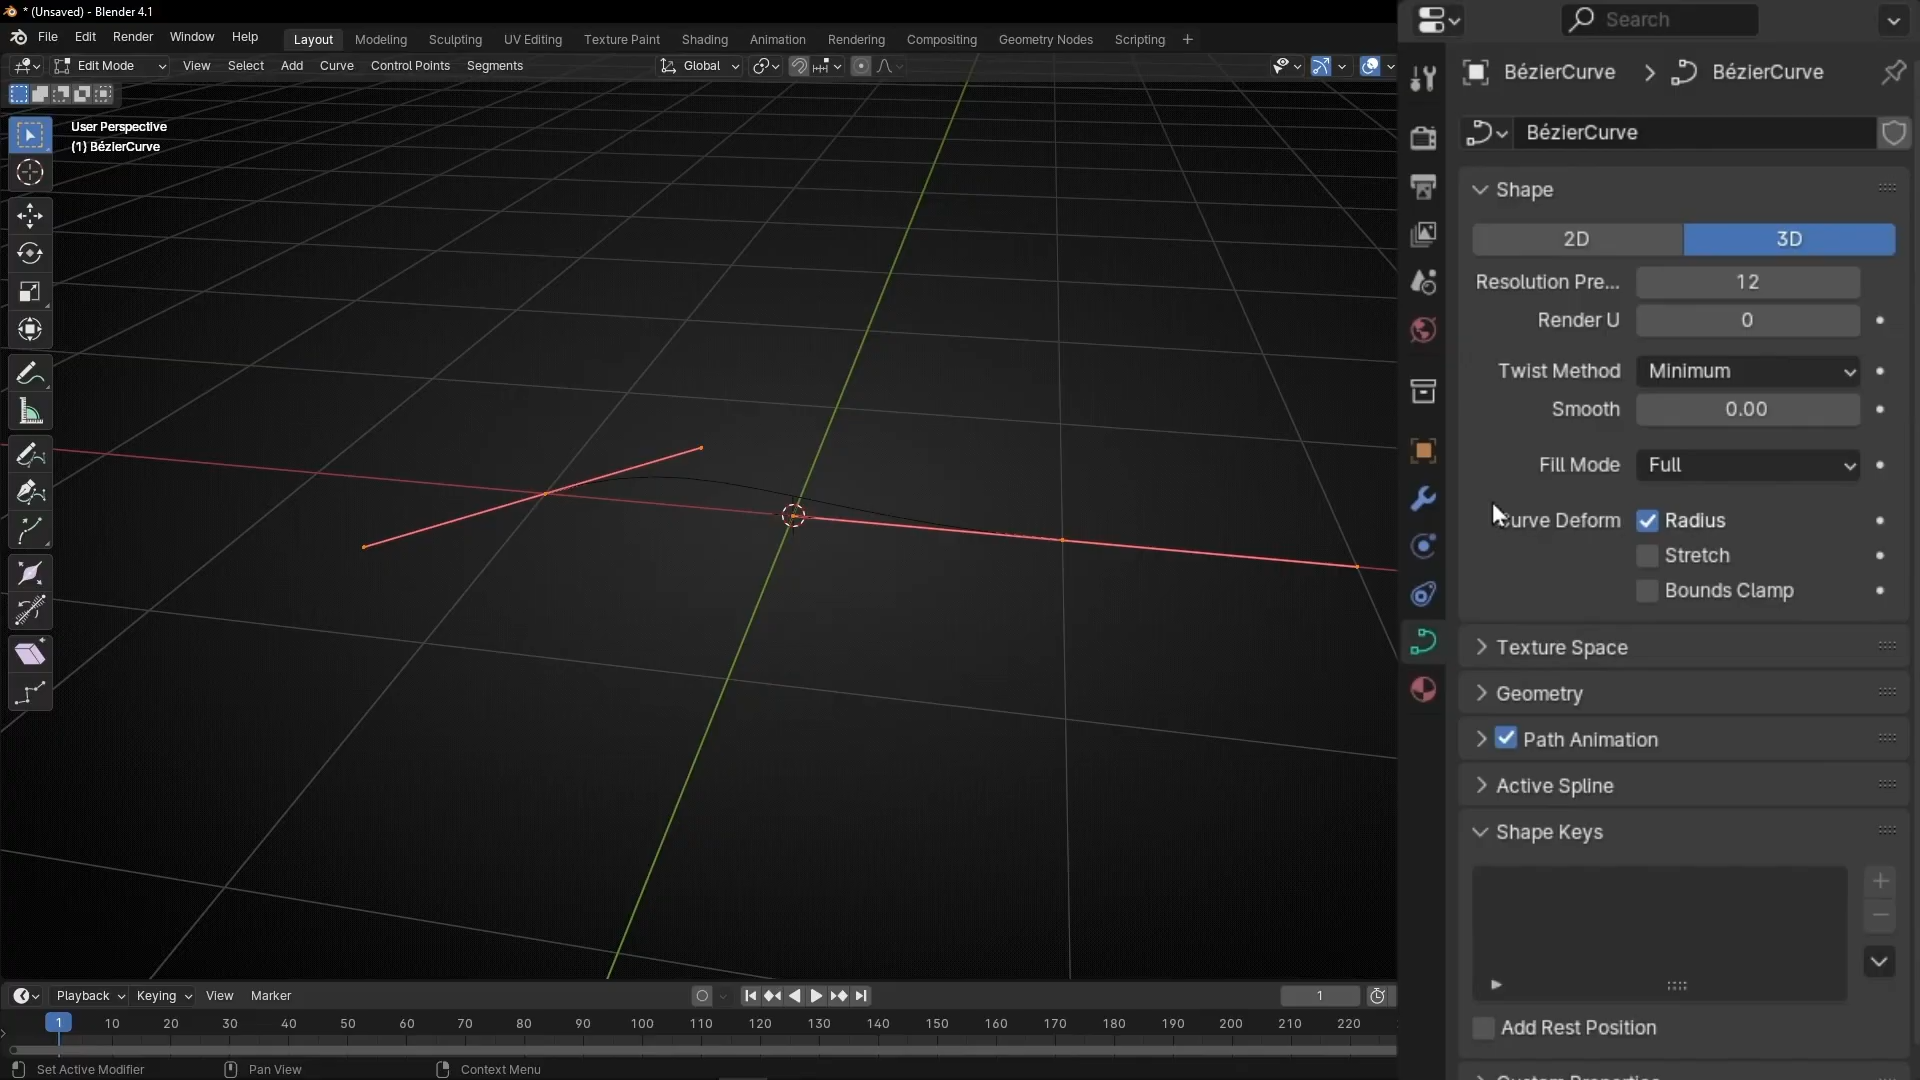 * (Unsaved) - Blender 4.1
File Edit Render Window Help Layout Modeling Sculpting UV Editing Texture Paint Shading Animation Rendering Compositing Geometry Nodes Scripting +
Edit Mode View Select Add Curve Control Points Segments Global
User Perspective
(1) BézierCurve
Search
BézierCurve > BézierCurve
BézierCurve
Shape
2D 3D
Resolution Pre... 12
Render U 0
Twist Method Minimum
Smooth 0.00
Fill Mode Full
urve Deform Radius
Stretch
Bounds Clamp
Texture Space
Geometry
Path Animation
Active Spline
Shape Keys
Add Rest Position
Playback Keying View Marker 1
1 10 20 30 40 50 60 70 80 90 100 110 120 130 140 150 160 170 180 190 200 210 220
Set Active Modifier Pan View Context Menu